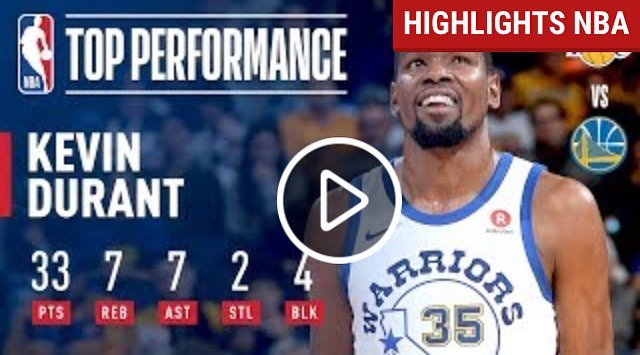 HIGHLIGHTS NBA
NBA
TOP PERFORMANCE
VS
KEVIN
DURANT
33 7 7 2 4
PTS REB AST STL BLK
R
WARRIORS
35